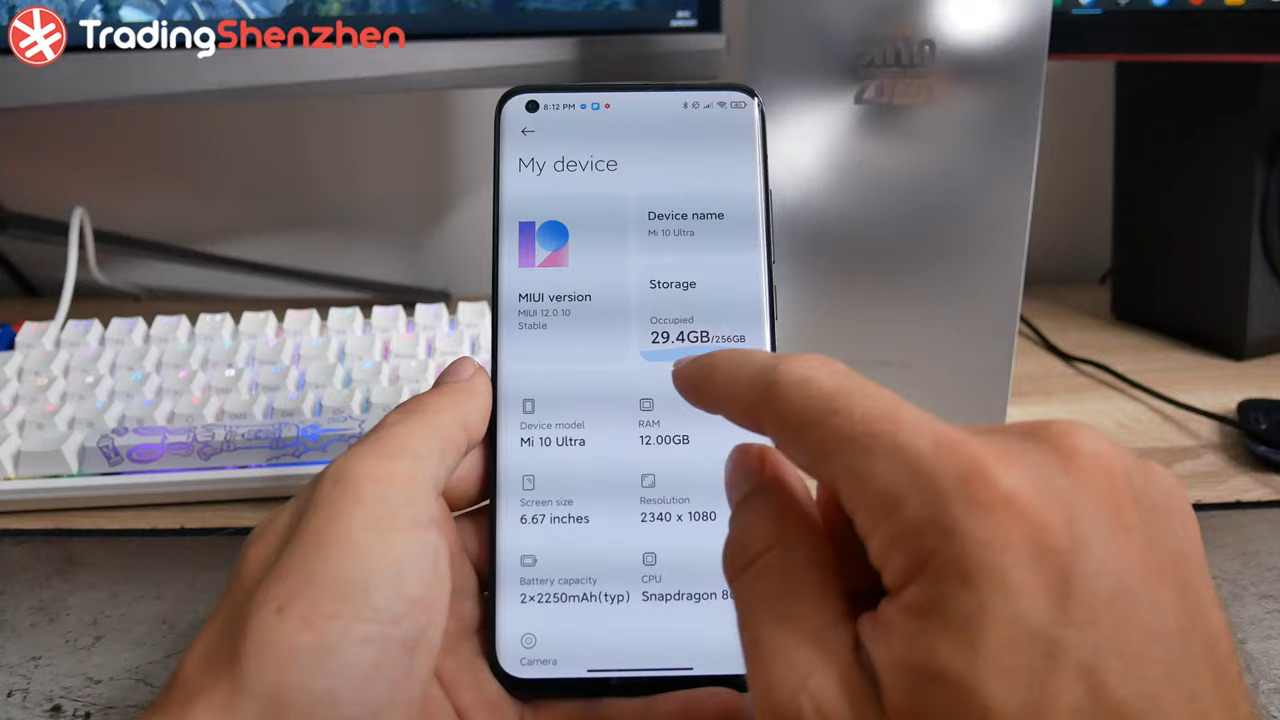 TradingShenzhen
8:12 PM
My device
Device name
Mi 10 Ultra
Storage
MIUI version
MIUI 12.0.10
Stable
Occupied
29.4GB/256GB
Device model
Mi 10 Ultra
RAM
12.00GB
Screen size
6.67 inches
Resolution
2340 x 1080
Battery capacity
2×2250mAh(typ)
CPU
Snapdragon
Camera